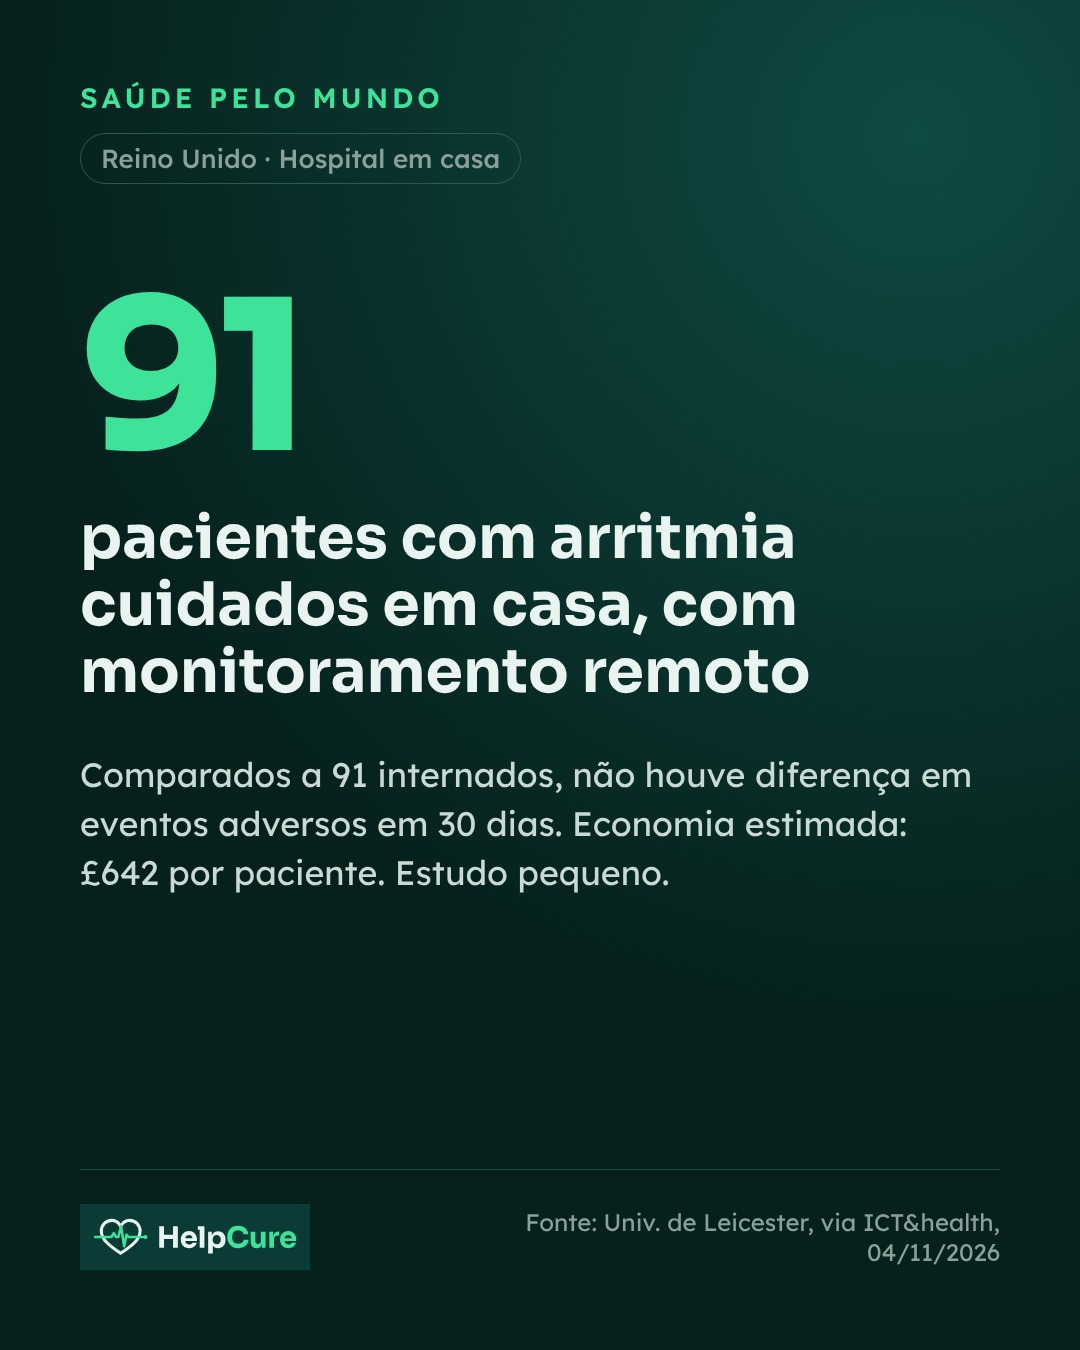 SAÚDE PELO MUNDO
Reino Unido · Hospital em casa
91
pacientes com arritmia
cuidados em casa, com
monitoramento remoto
Comparados a 91 internados, não houve diferença em
eventos adversos em 30 dias. Economia estimada:
£642 por paciente. Estudo pequeno.
HelpCure
Fonte: Univ. de Leicester, via ICT&health,
04/11/2026